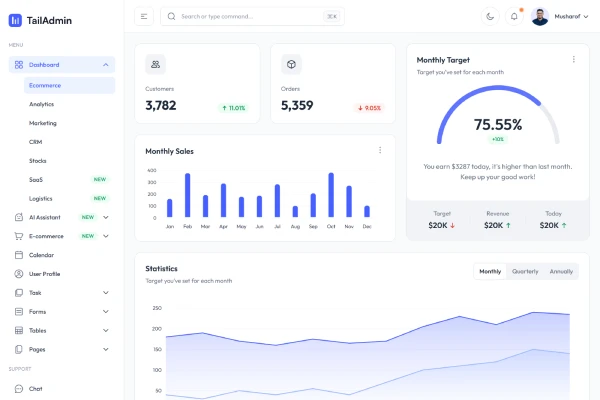 TailAdmin
Search or type command...
⌘K
Musharof
MENU
Dashboard
Ecommerce
Analytics
Marketing
CRM
Stocks
SaaS NEW
Logistics NEW
AI Assistant NEW
E-commerce NEW
Calendar
User Profile
Task
Forms
Tables
Pages
SUPPORT
Chat
Customers
3,782
↑ 11.01%
Orders
5,359
↓ 9.05%
Monthly Target
Target you've set for each month
75.55%
+10%
You earn $3287 today, it's higher than last month.
Keep up your good work!
Target Revenue Today
$20K ↓ $20K ↑ $20K ↑
Monthly Sales
400
300
200
100
0
Jan Feb Mar Apr May Jun Jul Aug Sep Oct Nov Dec
Statistics
Target you've set for each month
Monthly Quarterly Annually
250
200
150
100
50